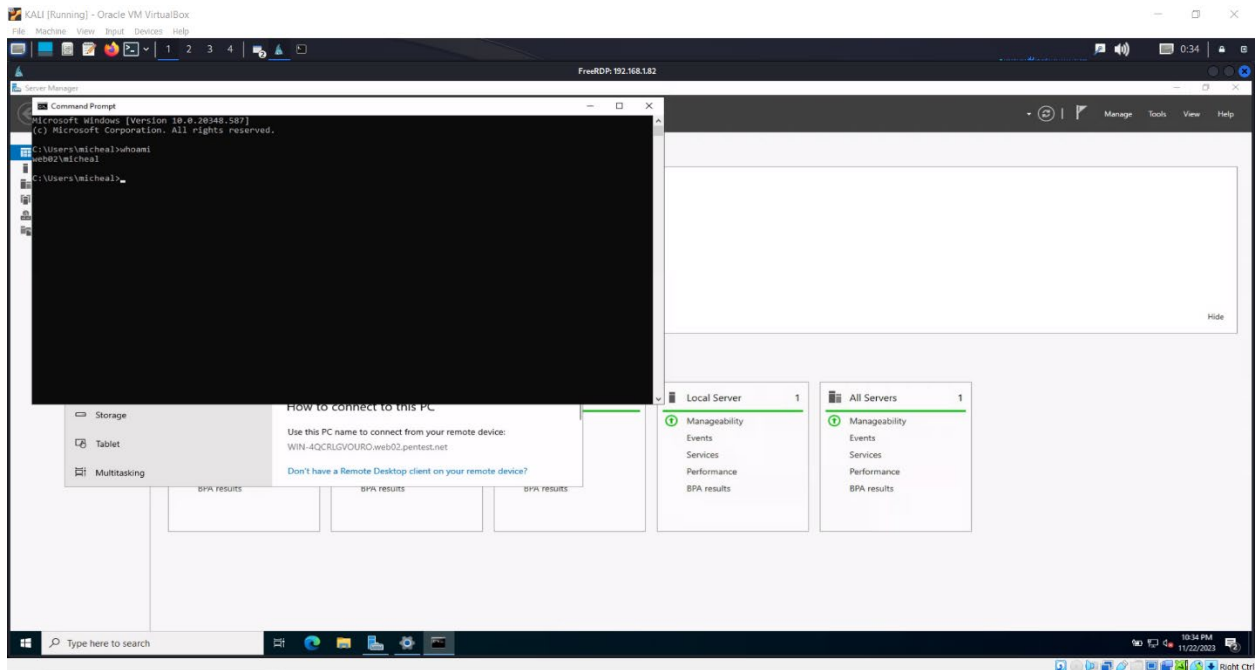 KALI [Running] - Oracle VM VirtualBox
File Machine View Input Devices Help
1 2 3 4
0:34
FreeRDP: 192.168.1.82
Server Manager
Command Prompt
Microsoft Windows [Version 10.0.20348.587]
(c) Microsoft Corporation. All rights reserved.
Manage Tools View Help
C:\Users\micheal>whoami
web02\micheal
C:\Users\micheal>_
Hide
Storage
How to connect to this PC
Local Server 1
All Servers 1
Manageability
Manageability
Use this PC name to connect from your remote device:
Events
Events
Tablet
WIN-4QCRLGVOURO.web02.pentest.net
Services
Services
Multitasking
Don't have a Remote Desktop client on your remote device?
Performance
Performance
BPA results
BPA results
BPA results
BPA results
BPA results
Type here to search
10:34 PM
11/22/2023
2
Right Ctrl